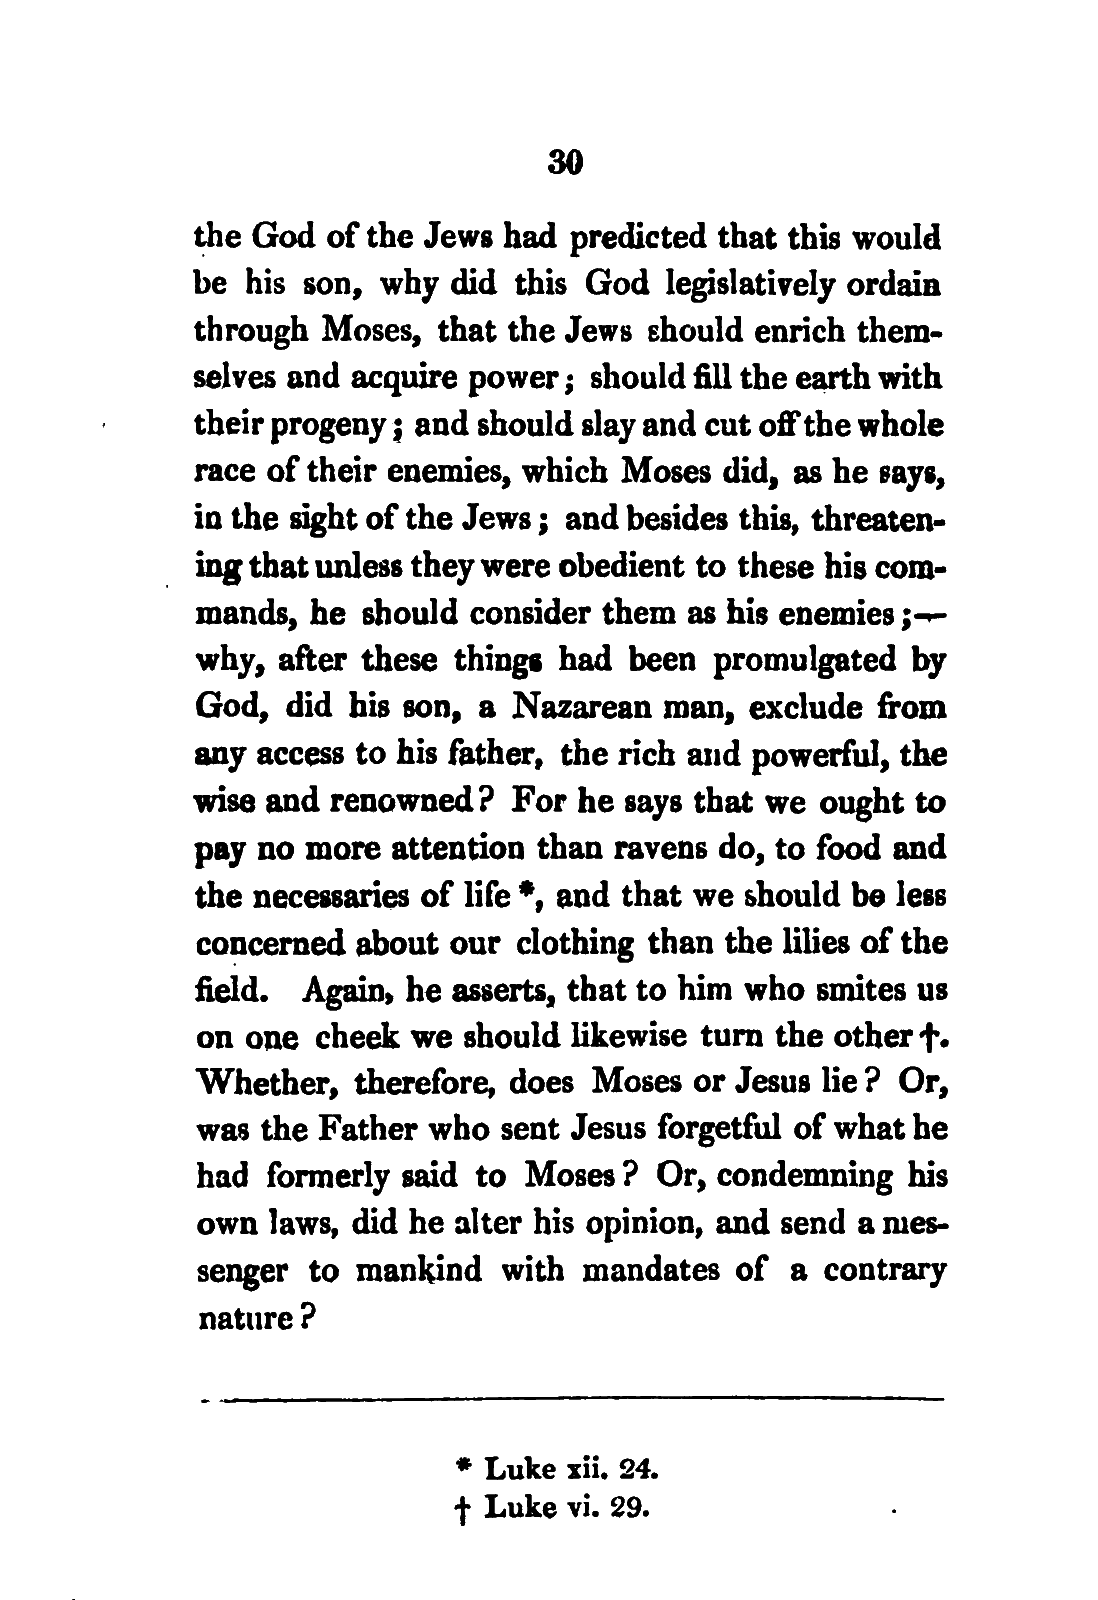 30
the God of the Jews had predicted that this would
be his son, why did this God legislatively ordain
through Moses, that the Jews should enrich them-
selves and acquire power; should fill the earth with
their progeny; and should slay and cut off the whole
race of their enemies, which Moses did, as he says,
in the sight of the Jews; and besides this, threaten-
ing that unless they were obedient to these his com-
mands, he should consider them as his enemies;—
why, after these things had been promulgated by
God, did his son, a Nazarean man, exclude from
any access to his father, the rich and powerful, the
wise and renowned? For he says that we ought to
pay no more attention than ravens do, to food and
the necessaries of life *, and that we should be less
concerned about our clothing than the lilies of the
field. Again, he asserts, that to him who smites us
on one cheek we should likewise turn the other †.
Whether, therefore, does Moses or Jesus lie? Or,
was the Father who sent Jesus forgetful of what he
had formerly said to Moses? Or, condemning his
own laws, did he alter his opinion, and send a mes-
senger to mankind with mandates of a contrary
nature?
* Luke xii. 24.
† Luke vi. 29.